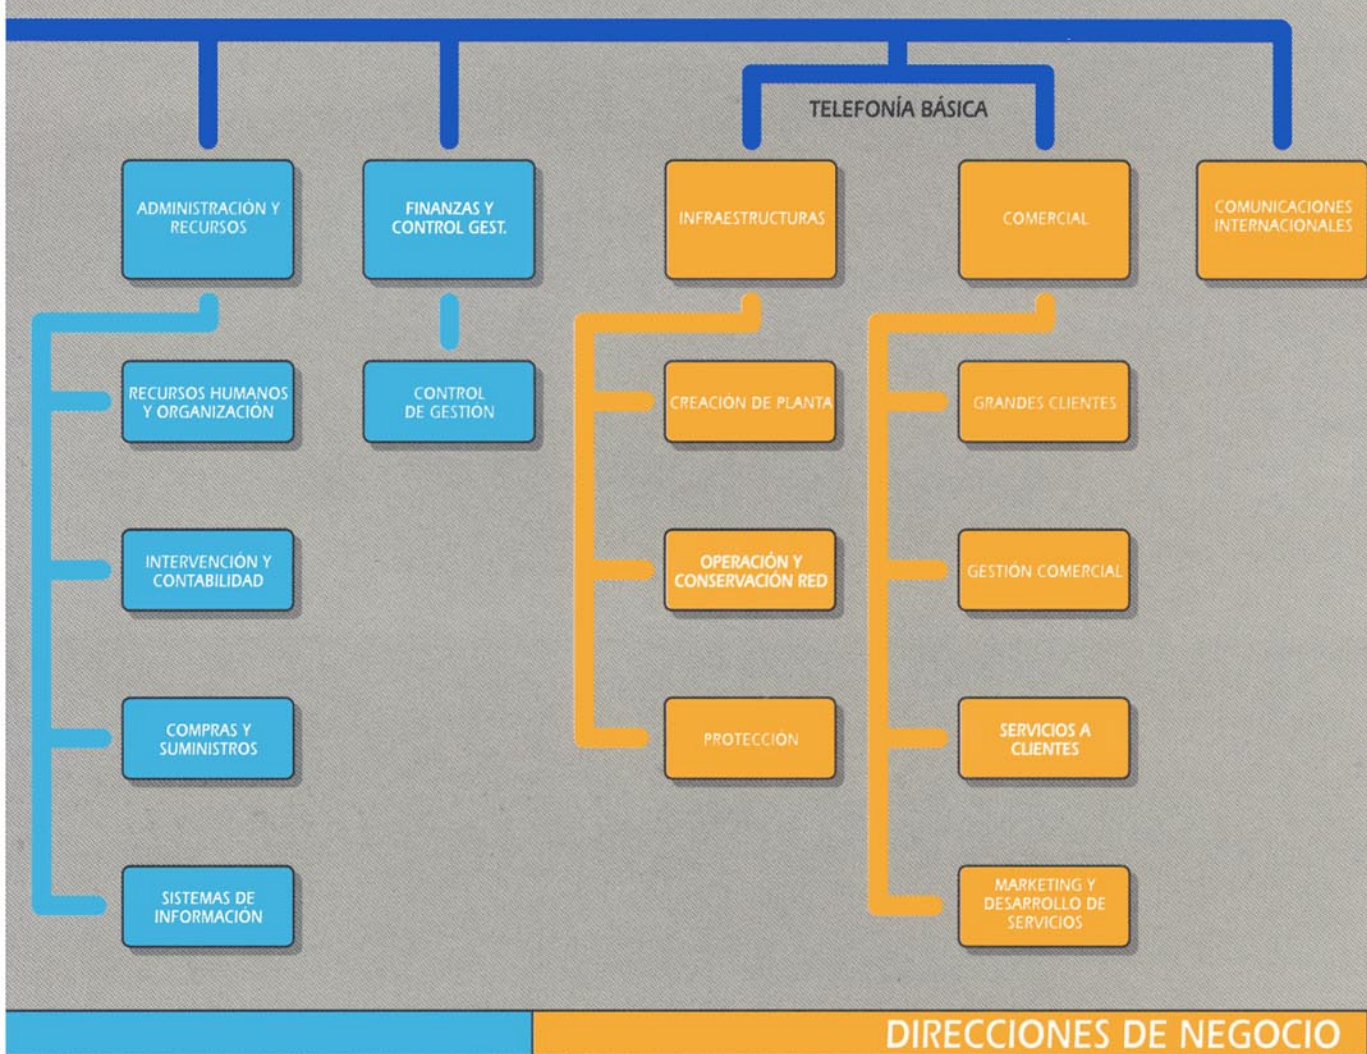 TELEFONÍA BÁSICA
ADMINISTRACIÓN Y
RECURSOS
FINANZAS Y
CONTROL GEST.
INFRAESTRUCTURAS
COMERCIAL
COMUNICACIONES
INTERNACIONALES
RECURSOS HUMANOS
Y ORGANIZACIÓN
CONTROL
DE GESTIÓN
CREACIÓN DE PLANTA
GRANDES CLIENTES
INTERVENCIÓN Y
CONTABILIDAD
OPERACIÓN Y
CONSERVACIÓN RED
GESTIÓN COMERCIAL
COMPRAS Y
SUMINISTROS
PROTECCIÓN
SERVICIOS A
CLIENTES
SISTEMAS DE
INFORMACIÓN
MARKETING Y
DESARROLLO DE
SERVICIOS
DIRECCIONES DE NEGOCIO